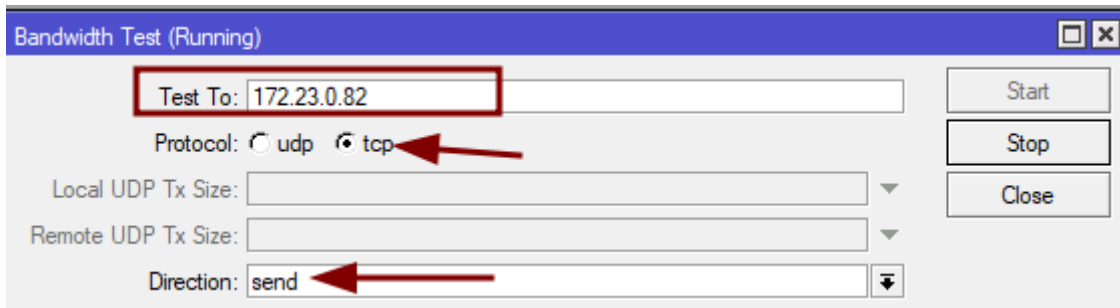 Bandwidth Test (Running)
Test To: 172.23.0.82
Start
Protocol: udp tcp
Stop
Local UDP Tx Size:
Close
Remote UDP Tx Size:
Direction: send